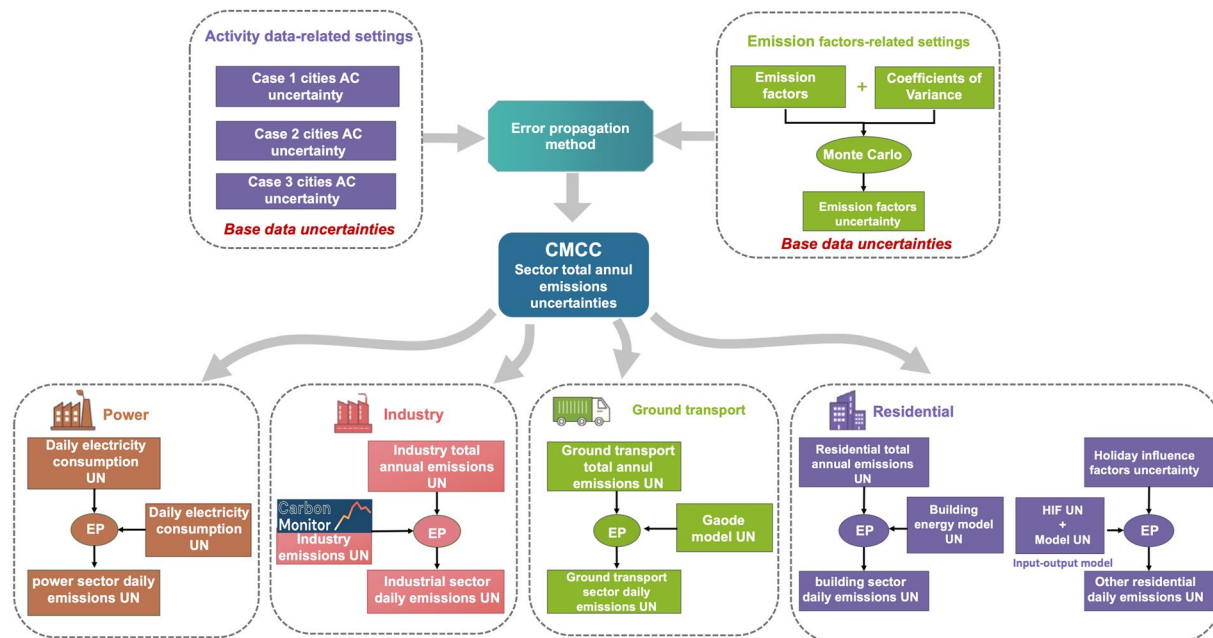 Activity data-related settings
Case 1 cities AC
uncertainty
Case 2 cities AC
uncertainty
Case 3 cities AC
uncertainty
Base data uncertainties
Error propagation
method
Emission factors-related settings
Emission
factors
+
Coefficients of
Variance
Monte Carlo
Emission factors
uncertainty
Base data uncertainties
CMCC
Sector total annul
emissions
uncertainties
Power
Daily electricity
consumption
UN
EP
Daily electricity
consumption
UN
power sector daily
emissions UN
Industry
Industry total
annual emissions
UN
Carbon
Monitor
Industry
emissions UN
EP
Industrial sector
daily emissions UN
Ground transport
Ground transport
total annul
emissions UN
EP
Gaode
model UN
Ground transport
sector daily
emissions UN
Residential
Residential total
annual emissions
UN
EP
Building
energy model
UN
building sector
daily emissions UN
Holiday influence
factors uncertainty
HIF UN
+
Model UN
Input-output model
EP
Other residential
daily emissions UN